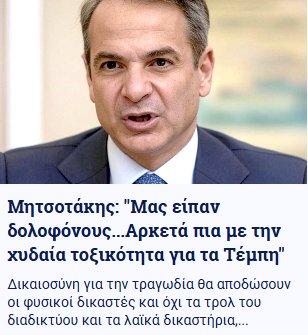 Μητσοτάκης: "Μας είπαν
δολοφόνους...Αρκετά πια με την
χυδαία τοξικότητα για τα Τέμπη"
Δικαιοσύνη για την τραγωδία θα αποδώσουν
οι φυσικοί δικαστές και όχι τα τρολ του
διαδικτύου και τα λαϊκά δικαστήρια,...